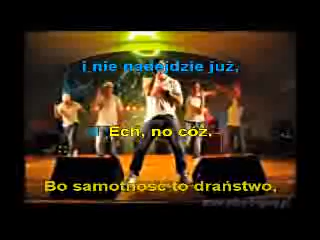 i nie nadejdzie już,
Ech, no cóż,
Bo samotność to draństwo,